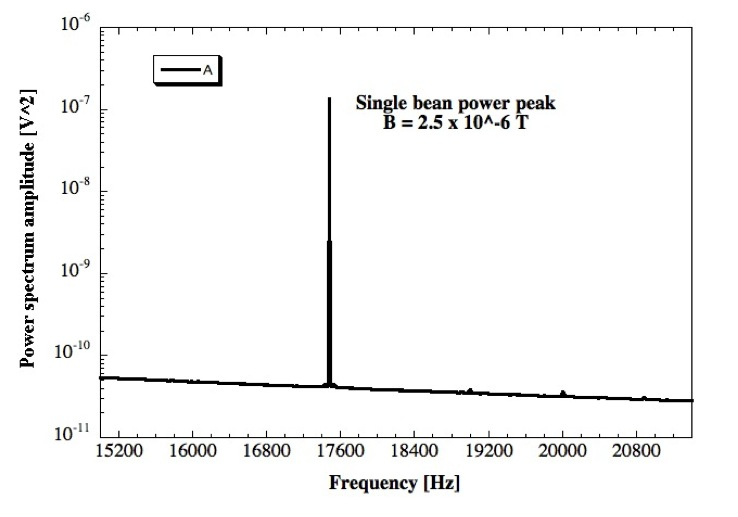 10^-6
A
Single bean power peak
B = 2.5 x 10^-6 T
10^-7
10^-8
10^-9
10^-10
10^-11
Power spectrum amplitude [V^2]
15200 16000 16800 17600 18400 19200 20000 20800
Frequency [Hz]